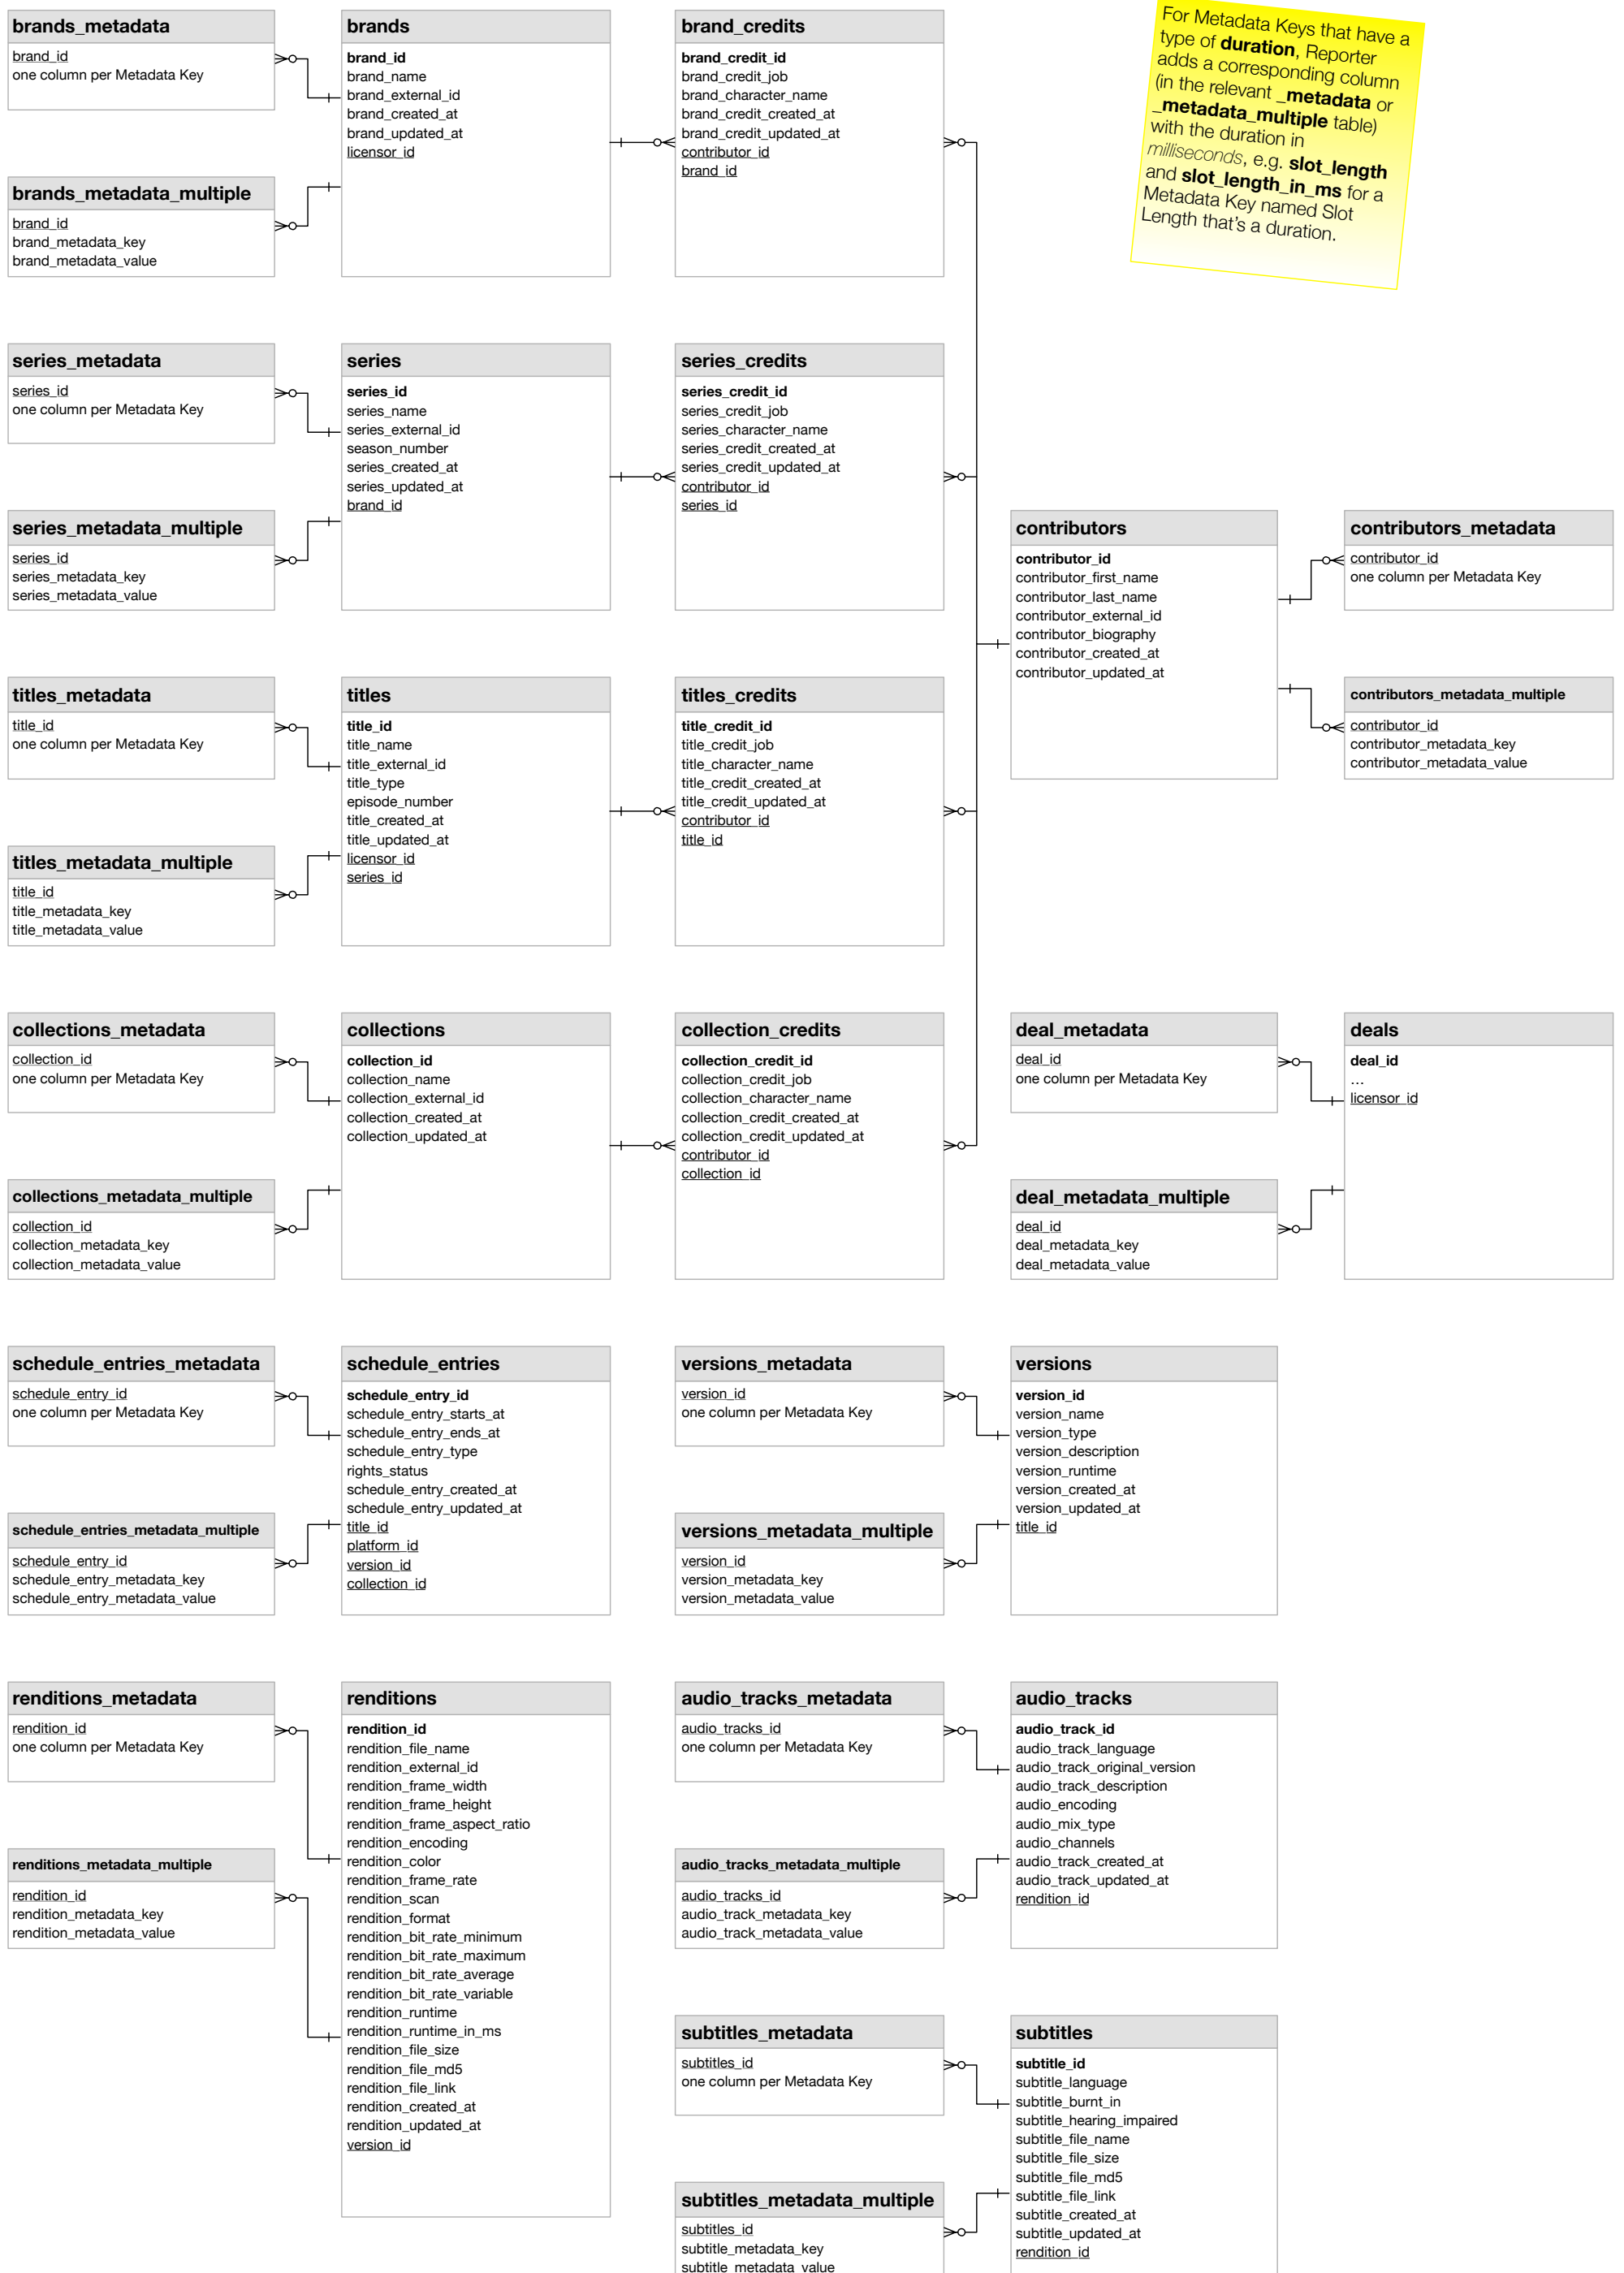 brands_metadata
brand_id
one column per Metadata Key
brands_metadata_multiple
brand_id
brand_metadata_key
brand_metadata_value
brands
brand_id
brand_name
brand_external_id
brand_created_at
brand_updated_at
licensor_id
brand_credits
brand_credit_id
brand_credit_job
brand_character_name
brand_credit_created_at
brand_credit_updated_at
contributor_id
brand_id
For Metadata Keys that have a
type of duration, Reporter
adds a corresponding column
(in the relevant _metadata or
_metadata_multiple table)
with the duration in
milliseconds, e.g. slot_length
and slot_length_in_ms for a
Metadata Key named Slot
Length that's a duration.
series_metadata
series_id
one column per Metadata Key
series_metadata_multiple
series_id
series_metadata_key
series_metadata_value
series
series_id
series_name
series_external_id
season_number
series_created_at
series_updated_at
brand_id
series_credits
series_credit_id
series_credit_job
series_character_name
series_credit_created_at
series_credit_updated_at
contributor_id
series_id
contributors
contributor_id
contributor_first_name
contributor_last_name
contributor_external_id
contributor_biography
contributor_created_at
contributor_updated_at
contributors_metadata
contributor_id
one column per Metadata Key
contributors_metadata_multiple
contributor_id
contributor_metadata_key
contributor_metadata_value
titles_metadata
title_id
one column per Metadata Key
titles_metadata_multiple
title_id
title_metadata_key
title_metadata_value
titles
title_id
title_name
title_external_id
title_type
episode_number
title_created_at
title_updated_at
licensor_id
series_id
titles_credits
title_credit_id
title_credit_job
title_character_name
title_credit_created_at
title_credit_updated_at
contributor_id
title_id
collections_metadata
collection_id
one column per Metadata Key
collections_metadata_multiple
collection_id
collection_metadata_key
collection_metadata_value
collections
collection_id
collection_name
collection_external_id
collection_created_at
collection_updated_at
collection_credits
collection_credit_id
collection_credit_job
collection_character_name
collection_credit_created_at
collection_credit_updated_at
contributor_id
collection_id
deal_metadata
deal_id
one column per Metadata Key
deal_metadata_multiple
deal_id
deal_metadata_key
deal_metadata_value
deals
deal_id
…
licensor_id
schedule_entries_metadata
schedule_entry_id
one column per Metadata Key
schedule_entries_metadata_multiple
schedule_entry_id
schedule_entry_metadata_key
schedule_entry_metadata_value
schedule_entries
schedule_entry_id
schedule_entry_starts_at
schedule_entry_ends_at
schedule_entry_type
rights_status
schedule_entry_created_at
schedule_entry_updated_at
title_id
platform_id
version_id
collection_id
versions_metadata
version_id
one column per Metadata Key
versions_metadata_multiple
version_id
version_metadata_key
version_metadata_value
versions
version_id
version_name
version_type
version_description
version_runtime
version_created_at
version_updated_at
title_id
renditions_metadata
rendition_id
one column per Metadata Key
renditions_metadata_multiple
rendition_id
rendition_metadata_key
rendition_metadata_value
renditions
rendition_id
rendition_file_name
rendition_external_id
rendition_frame_width
rendition_frame_height
rendition_frame_aspect_ratio
rendition_encoding
rendition_color
rendition_frame_rate
rendition_scan
rendition_format
rendition_bit_rate_minimum
rendition_bit_rate_maximum
rendition_bit_rate_average
rendition_bit_rate_variable
rendition_runtime
rendition_runtime_in_ms
rendition_file_size
rendition_file_md5
rendition_file_link
rendition_created_at
rendition_updated_at
version_id
audio_tracks_metadata
audio_tracks_id
one column per Metadata Key
audio_tracks_metadata_multiple
audio_tracks_id
audio_track_metadata_key
audio_track_metadata_value
audio_tracks
audio_track_id
audio_track_language
audio_track_original_version
audio_track_description
audio_encoding
audio_mix_type
audio_channels
audio_track_created_at
audio_track_updated_at
rendition_id
subtitles_metadata
subtitles_id
one column per Metadata Key
subtitles_metadata_multiple
subtitles_id
subtitle_metadata_key
subtitle_metadata_value
subtitles
subtitle_id
subtitle_language
subtitle_burnt_in
subtitle_hearing_impaired
subtitle_file_name
subtitle_file_size
subtitle_file_md5
subtitle_file_link
subtitle_created_at
subtitle_updated_at
rendition_id